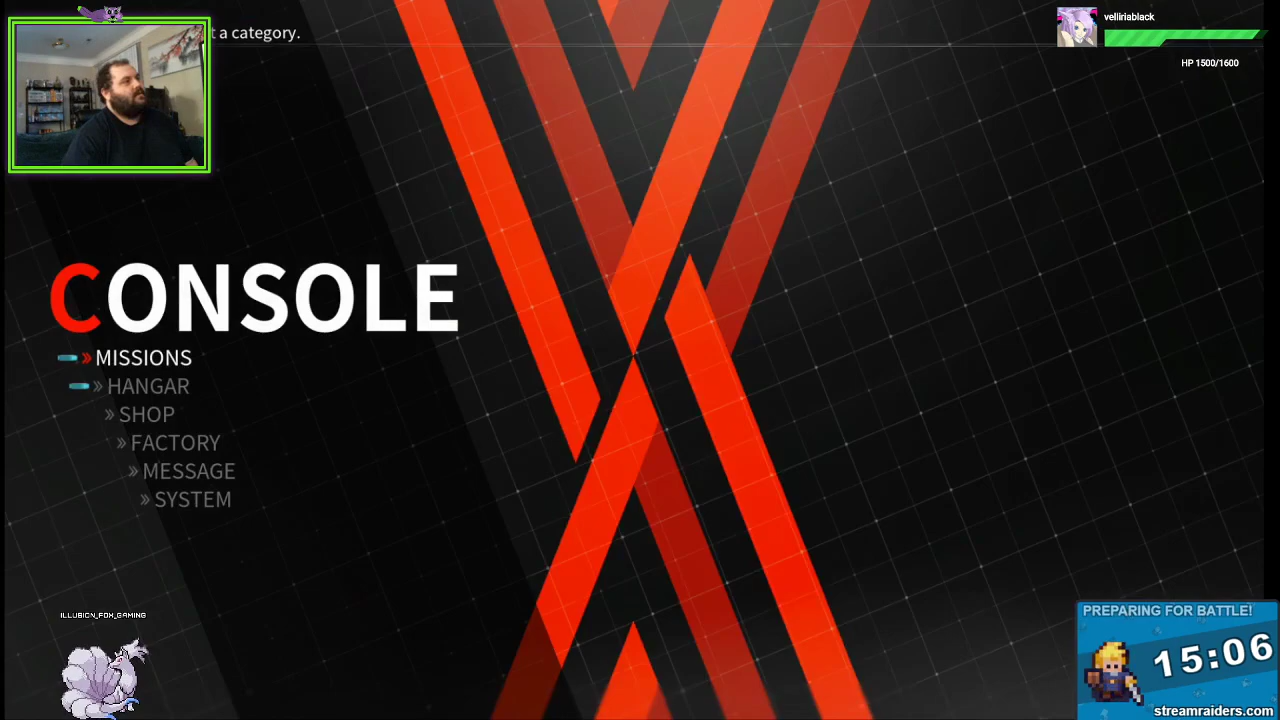 t a category.
velliriablack
HP 1500/1600
CONSOLE
» MISSIONS
» HANGAR
» SHOP
» FACTORY
» MESSAGE
» SYSTEM
ILLUSION_FOX_GAMING
PREPARING FOR BATTLE!
15:06
streamraiders.com